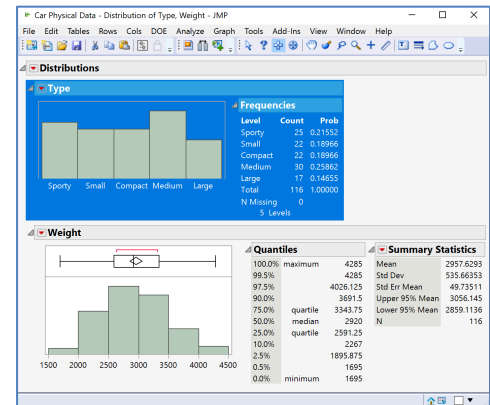 Car Physical Data - Distribution of Type, Weight - JMP
File Edit Tables Rows Cols DOE Analyze Graph Tools Add-Ins View Window Help
Distributions
Type
Sporty Small Compact Medium Large
Frequencies
Level Count Prob
Sporty 25 0.21552
Small 22 0.18966
Compact 22 0.18966
Medium 30 0.25862
Large 17 0.14655
Total 116 1.00000
N Missing 0
5 Levels
Weight
1500 2000 2500 3000 3500 4000 4500
Quantiles
100.0% maximum 4285
99.5% 4285
97.5% 4026.125
90.0% 3691.5
75.0% quartile 3343.75
50.0% median 2920
25.0% quartile 2591.25
10.0% 2267
2.5% 1895.875
0.5% 1695
0.0% minimum 1695
Summary Statistics
Mean 2957.6293
Std Dev 535.66353
Std Err Mean 49.73511
Upper 95% Mean 3056.145
Lower 95% Mean 2859.1136
N 116